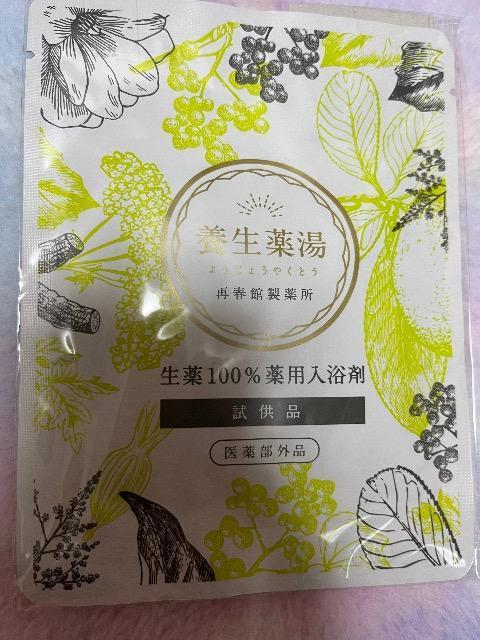 養生薬湯
ようじょうやくとう
再春館製薬所
生薬100%薬用入浴剤
試供品
医薬部外品